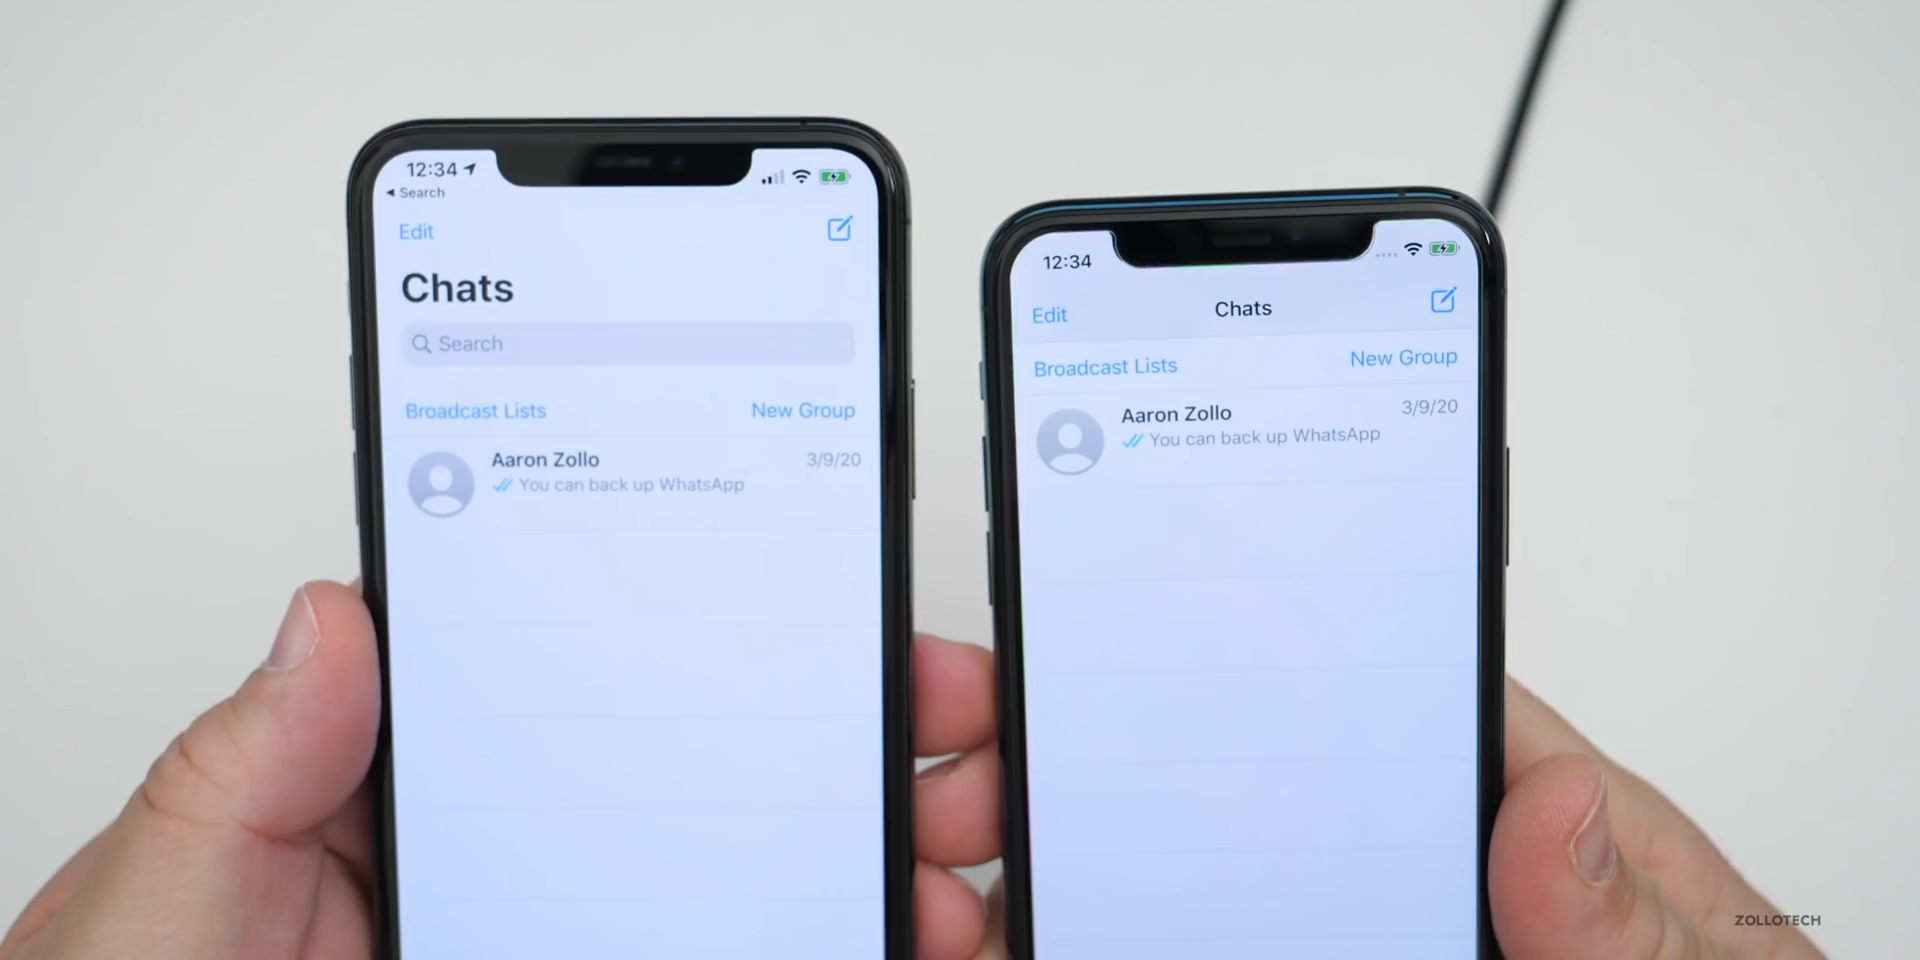 12:34
Search
Edit
Chats
Search
Broadcast Lists New Group
Aaron Zollo 3/9/20
You can back up WhatsApp
12:34
Edit Chats
Broadcast Lists New Group
Aaron Zollo 3/9/20
You can back up WhatsApp
ZOLLOTECH